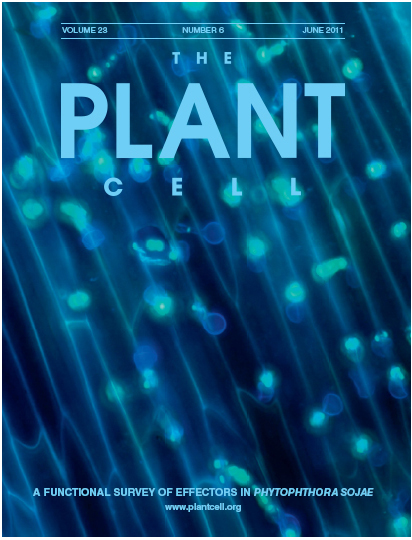 VOLUME 23 NUMBER 6 JUNE 2011
THE
PLANT
CELL
A FUNCTIONAL SURVEY OF EFFECTORS IN PHYTOPHTHORA SOJAE
www.plantcell.org